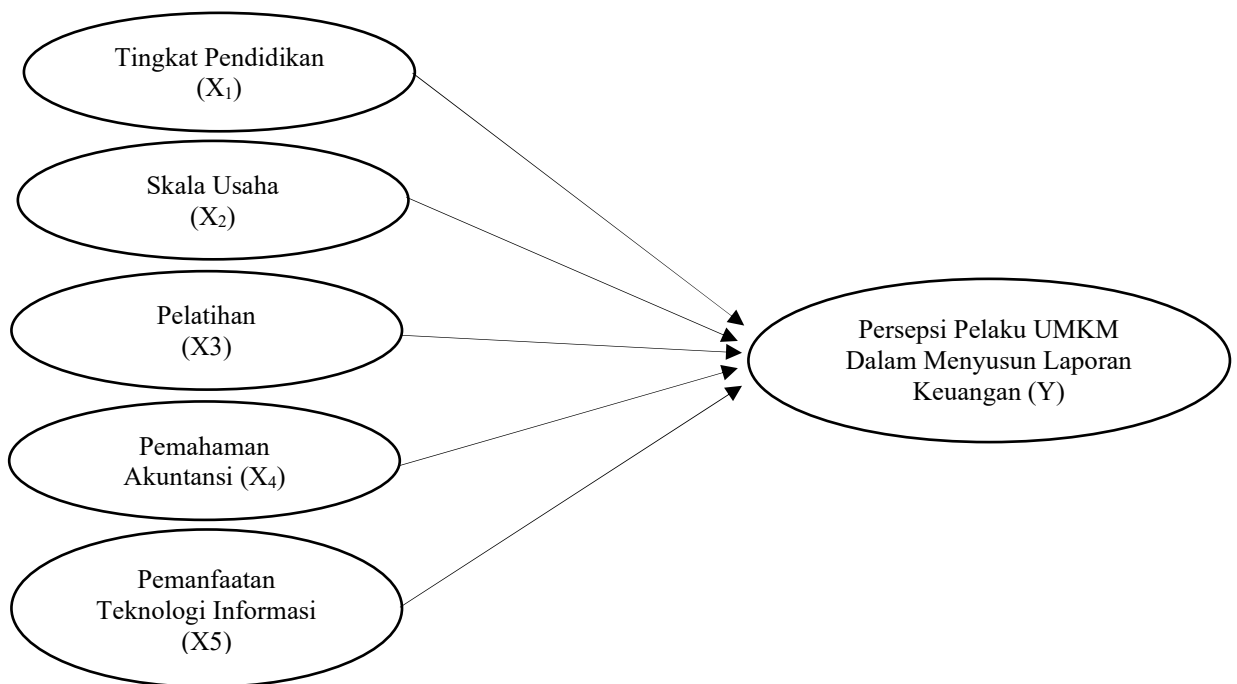 Tingkat Pendidikan
(X₁)
Skala Usaha
(X₂)
Pelatihan
(X3)
Pemahaman
Akuntansi (X₄)
Pemanfaatan
Teknologi Informasi
(X5)
Persepsi Pelaku UMKM
Dalam Menyusun Laporan
Keuangan (Y)